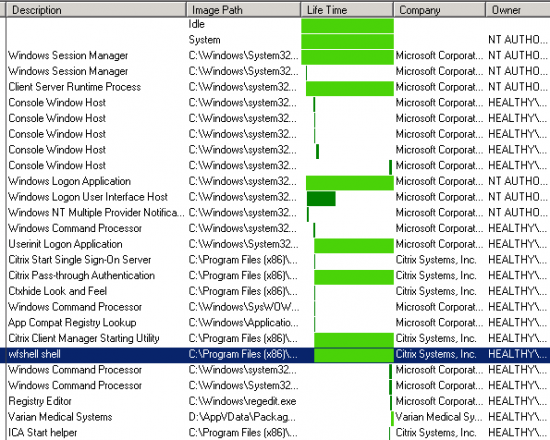 Description Image Path Life Time Company Owner
Idle
System NT AUTHO...
Windows Session Manager C:\Windows\System32... Microsoft Corporat... NT AUTHO...
Windows Session Manager C:\Windows\system32... Microsoft Corporat... NT AUTHO...
Client Server Runtime Process C:\Windows\system32... Microsoft Corporat... NT AUTHO...
Console Window Host C:\Windows\system32... Microsoft Corporat... HEALTHY\...
Console Window Host C:\Windows\system32... Microsoft Corporat... HEALTHY\...
Console Window Host C:\Windows\system32... Microsoft Corporat... HEALTHY\...
Console Window Host C:\Windows\system32... Microsoft Corporat... HEALTHY\...
Console Window Host C:\Windows\system32... Microsoft Corporat... HEALTHY\...
Windows Logon Application C:\Windows\system32... Microsoft Corporat... NT AUTHO...
Windows Logon User Interface Host C:\Windows\system32... Microsoft Corporat... NT AUTHO...
Windows NT Multiple Provider Notifica... C:\Windows\system32... Microsoft Corporat... NT AUTHO...
Windows Command Processor C:\Windows\system32... Microsoft Corporat... HEALTHY\...
Userinit Logon Application C:\Windows\System32... Microsoft Corporat... HEALTHY\...
Citrix Start Single Sign-On Server C:\Program Files (x86)\... Citrix Systems, Inc. HEALTHY\...
Citrix Pass-through Authentication C:\Program Files (x86)\... Citrix Systems, Inc. HEALTHY\...
Ctxhide Look and Feel C:\Program Files (x86)\... Citrix Systems, Inc. HEALTHY\...
Windows Command Processor C:\Windows\SysWOW... Microsoft Corporat... HEALTHY\...
App Compat Registry Lookup C:\Windows\Applicatio... Microsoft Corporat... HEALTHY\...
Citrix Client Manager Starting Utility C:\Program Files (x86)\... Citrix Systems, Inc. HEALTHY\...
wfshell shell C:\Program Files (x86)\... Citrix Systems, Inc. HEALTHY\...
Windows Command Processor C:\Windows\system32... Microsoft Corporat... HEALTHY\...
Windows Command Processor C:\Windows\System32... Microsoft Corporat... HEALTHY\...
Registry Editor C:\Windows\regedit.exe Microsoft Corporat... HEALTHY\...
Varian Medical Systems D:\AppVData\Packag... Varian Medical Sy... HEALTHY\...
ICA Start helper C:\Program Files (x86)\... Citrix Systems, Inc. HEALTHY\...